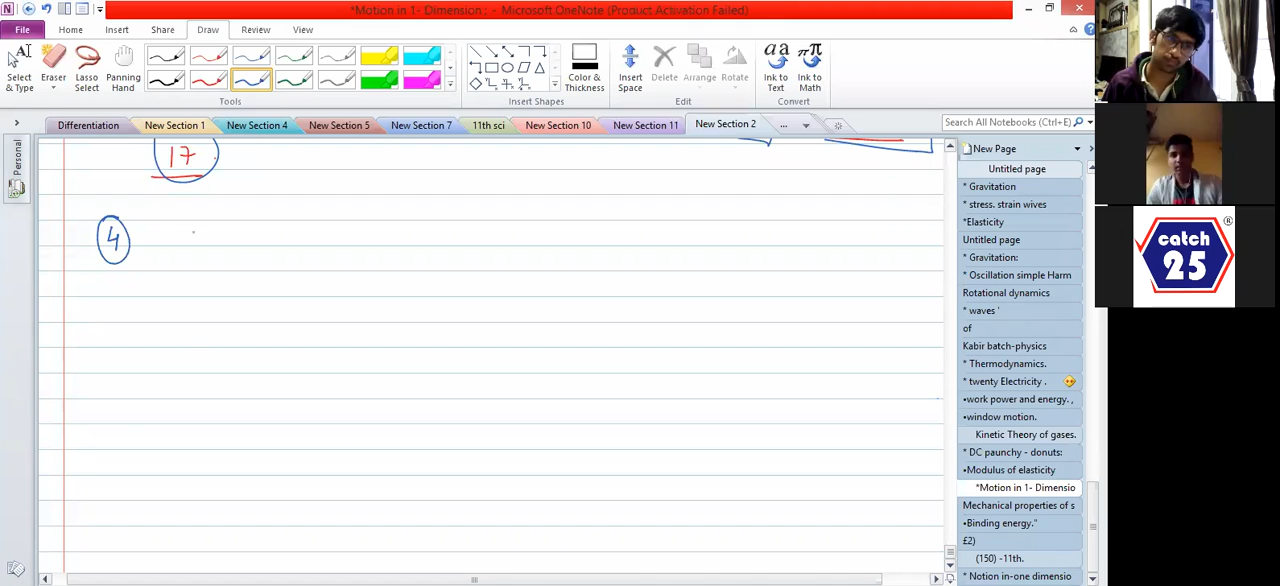 *Motion in 1- Dimension : - Microsoft OneNote (Product Activation Failed)
File Home Insert Share Draw Review View
Select & Type
Eraser
Lasso Select
Panning Hand
Color & Thickness
Insert Space
Delete
Arrange
Rotate
Ink to Text
Ink to Math
Tools
Insert Shapes
Edit
Convert
Differentiation New Section 1 New Section 4 New Section 5 New Section 7 11th sci New Section 10 New Section 11 New Section 2 ...
Search All Notebooks (Ctrl+E)
Personal
17
4
New Page
Untitled page
* Gravitation
* stress. strain wives
*Elasticity
Untitled page
* Gravitation:
* Oscillation simple Harm
Rotational dynamics
* waves '
of
Kabir batch-physics
* Thermodynamics.
* twenty Electricity .
•work power and energy. ,
•window motion.
Kinetic Theory of gases.
* DC paunchy - donuts:
•Modulus of elasticity
*Motion in 1- Dimensio
Mechanical properties of s
•Binding energy."
£2)
(150) -11th.
* Notion in-one dimensio
catch
25
®